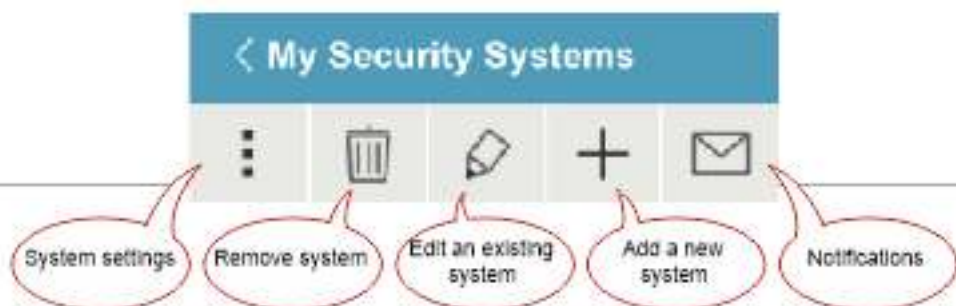 < My Security Systems
System settings
Remove system
Edit an existing
system
Add a new
system
Notifications